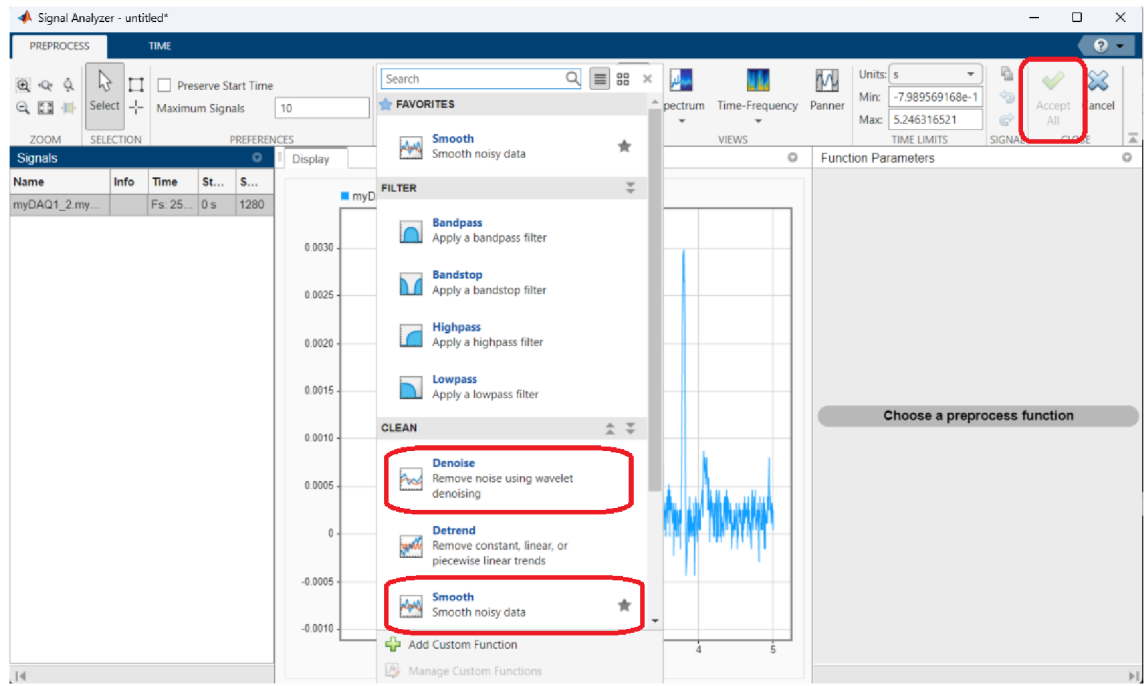 Signal Analyzer - untitled*
PREPROCESS
TIME
?
Select
Preserve Start Time
Maximum Signals
10
Search
pectrum
Time-Frequency
Panner
Units:
s
Min:
-7.989569168e-1
Max:
5.246316521
Accept
All
ancel
ZOOM
SELECTION
PREFERENCES
VIEWS
TIME LIMITS
SIGNAL
CLOSE
Signals
Name
Info
Time
St...
S...
myDAQ1_2.my...
Fs: 25...
0 s
1280
Display
myD
0.0030
0.0025
0.0020
0.0015
0.0010
0.0005
0
-0.0005
-0.0010
4
5
FAVORITES
Smooth
Smooth noisy data
FILTER
Bandpass
Apply a bandpass filter
Bandstop
Apply a bandstop filter
Highpass
Apply a highpass filter
Lowpass
Apply a lowpass filter
CLEAN
Denoise
Remove noise using wavelet
denoising
Detrend
Remove constant, linear, or
piecewise linear trends
Smooth
Smooth noisy data
Add Custom Function
Manage Custom Functions
Function Parameters
Choose a preprocess function